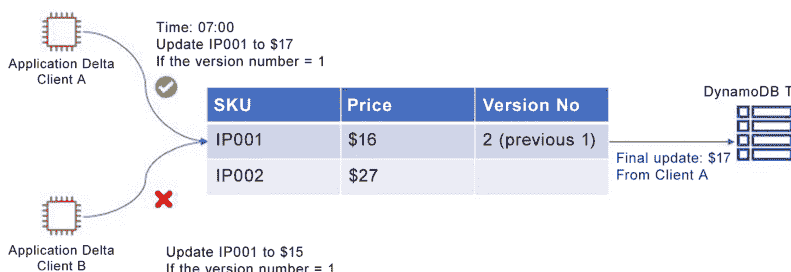 Time: 07:00
Update IP001 to $17
If the version number = 1
Application Delta
Client A
DynamoDB T
SKU Price Version No
IP001 $16 2 (previous 1)
IP002 $27
Final update: $17
From Client A
Application Delta
Client B
Update IP001 to $15
If the version number = 1